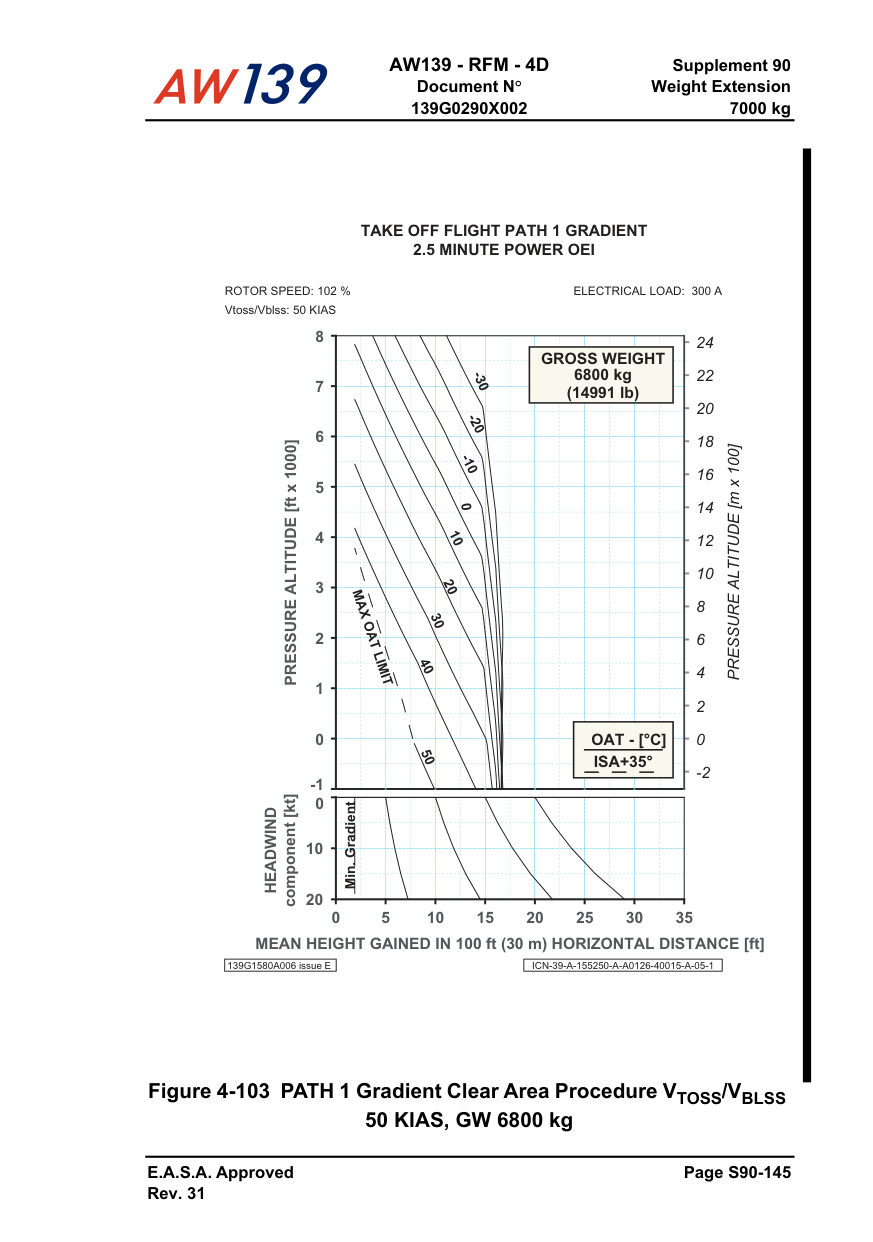 AW139
AW139 - RFM - 4D
Document N°
139G0290X002
Supplement 90
Weight Extension
7000 kg
TAKE OFF FLIGHT PATH 1 GRADIENT
2.5 MINUTE POWER OEI
ROTOR SPEED: 102 %
ELECTRICAL LOAD: 300 A
Vtoss/Vblss: 50 KIAS
GROSS WEIGHT
6800 kg
(14991 lb)
PRESSURE ALTITUDE [ft x 1000]
8
7
6
5
4
3
2
1
0
-1
-30
-20
-10
0
10
20
30
40
50
MAX OAT LIMIT
24
22
20
18
16
14
12
10
8
6
4
2
0
-2
PRESSURE ALTITUDE [m x 100]
OAT - [°C]
ISA+35°
HEADWIND
component [kt]
0
10
20
Min. Gradient
0 5 10 15 20 25 30 35
MEAN HEIGHT GAINED IN 100 ft (30 m) HORIZONTAL DISTANCE [ft]
139G1580A006 issue E
ICN-39-A-155250-A-A0126-40015-A-05-1
Figure 4-103 PATH 1 Gradient Clear Area Procedure VTOSS/VBLSS
50 KIAS, GW 6800 kg
E.A.S.A. Approved
Rev. 31
Page S90-145